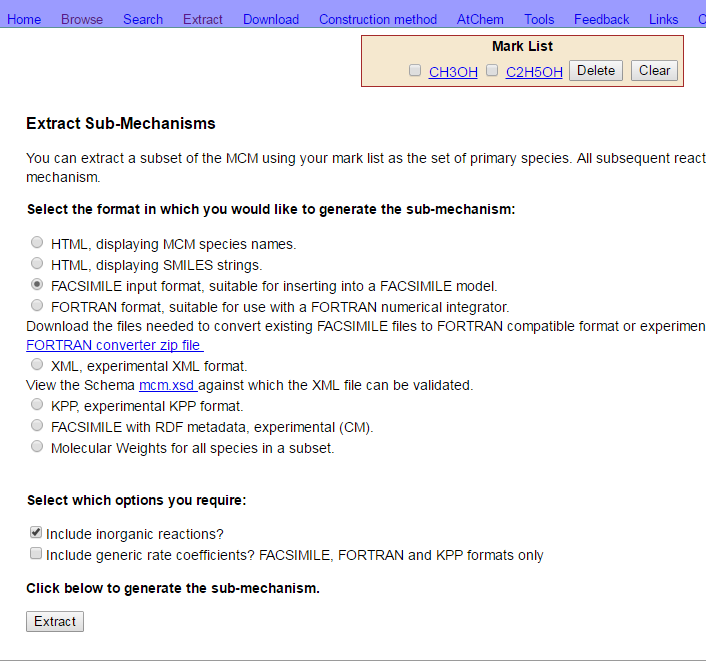 Home Browse Search Extract Download Construction method AtChem Tools Feedback Links
Mark List
CH3OH C2H5OH Delete Clear
Extract Sub-Mechanisms
You can extract a subset of the MCM using your mark list as the set of primary species. All subsequent react
mechanism.
Select the format in which you would like to generate the sub-mechanism:
HTML, displaying MCM species names.
HTML, displaying SMILES strings.
FACSIMILE input format, suitable for inserting into a FACSIMILE model.
FORTRAN format, suitable for use with a FORTRAN numerical integrator.
Download the files needed to convert existing FACSIMILE files to FORTRAN compatible format or experimen
FORTRAN converter zip file
XML, experimental XML format.
View the Schema mcm.xsd against which the XML file can be validated.
KPP, experimental KPP format.
FACSIMILE with RDF metadata, experimental (CM).
Molecular Weights for all species in a subset.
Select which options you require:
Include inorganic reactions?
Include generic rate coefficients? FACSIMILE, FORTRAN and KPP formats only
Click below to generate the sub-mechanism.
Extract